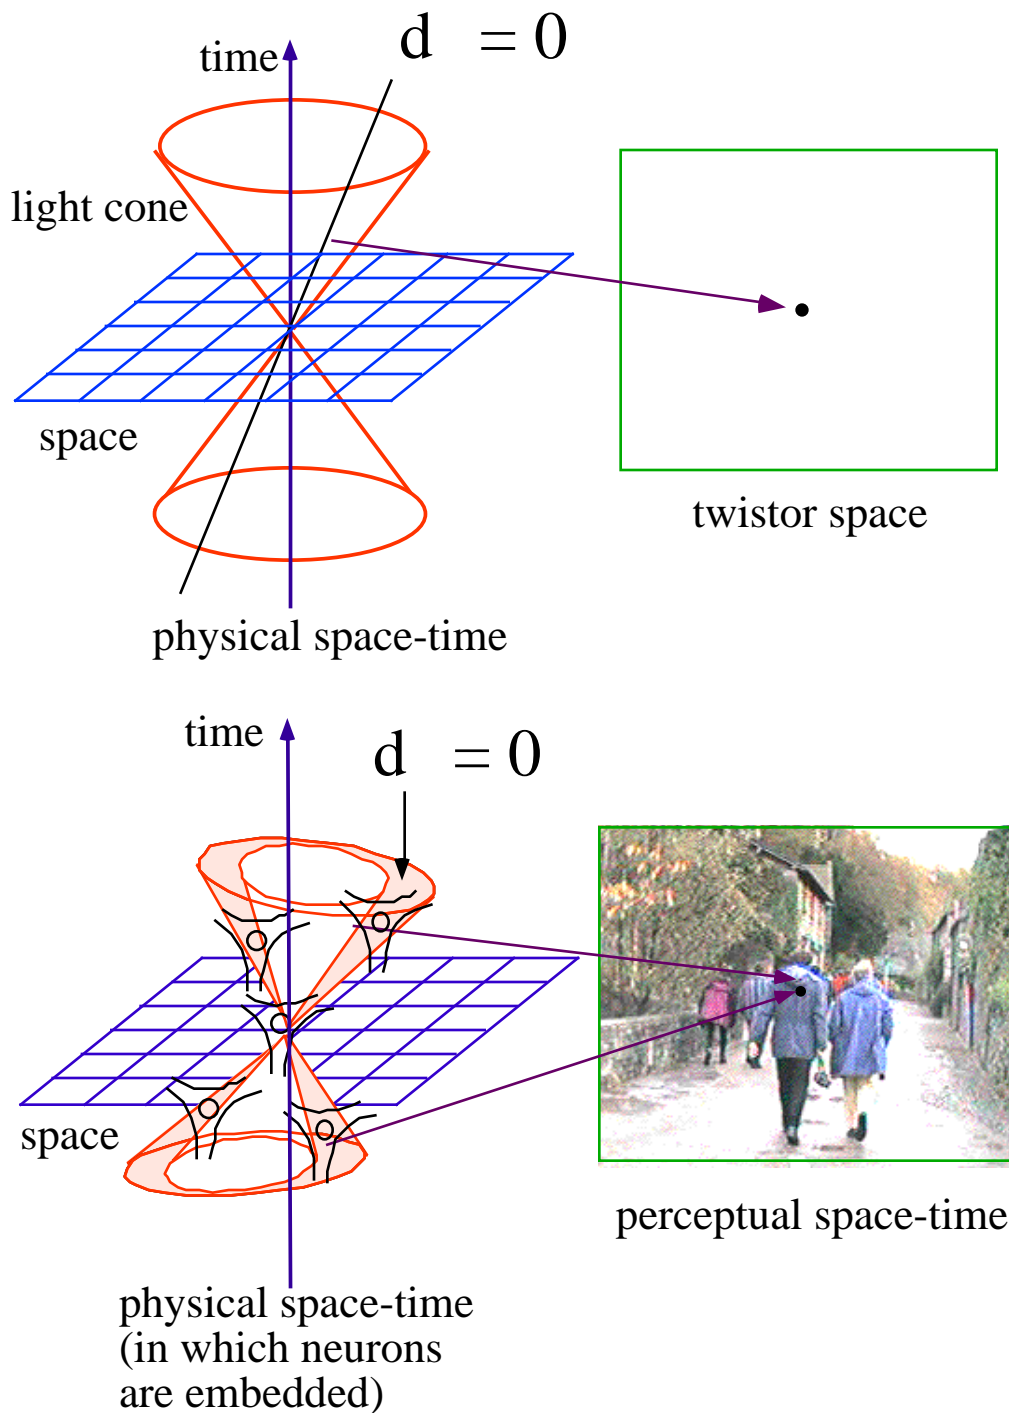 d = 0
time
light cone
space
twistor space
physical space-time
time
d = 0
space
perceptual space-time
physical space-time
(in which neurons
are embedded)